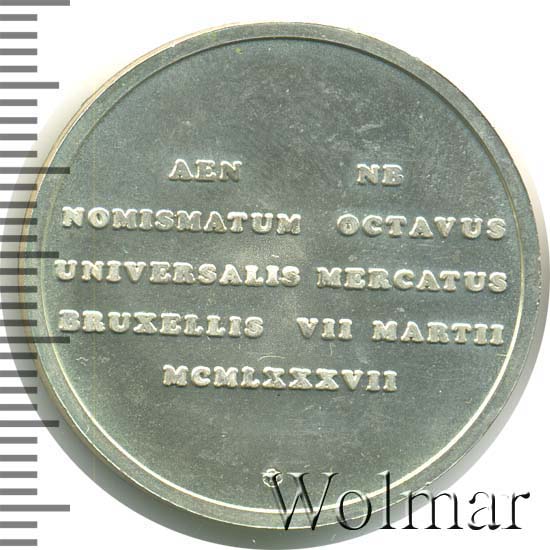 AEN NB
NOMISMATUM OCTAVUS
UNIVERSALIS MERCATUS
BRUXELLIS VII MARTII
MCMLXXXVII
Wolmar